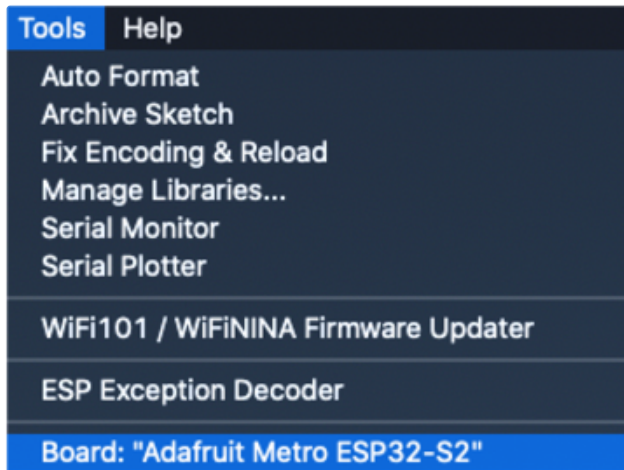 Tools Help
Auto Format
Archive Sketch
Fix Encoding & Reload
Manage Libraries...
Serial Monitor
Serial Plotter
WiFi101 / WiFiNINA Firmware Updater
ESP Exception Decoder
Board: "Adafruit Metro ESP32-S2"